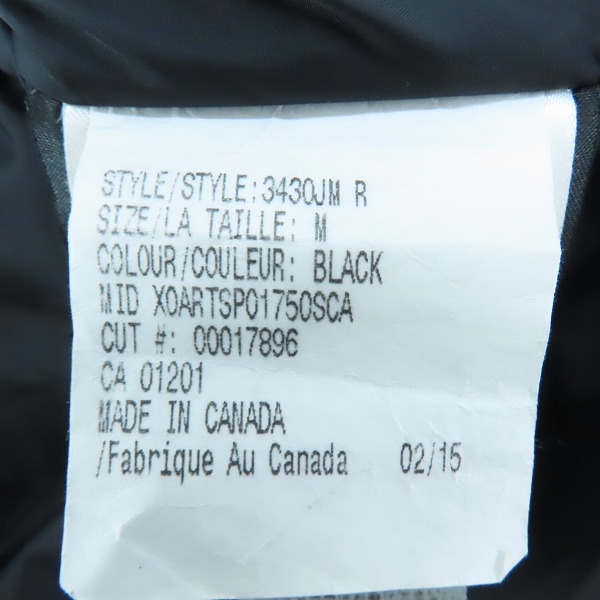 STYLE/STYLE:3430JM R
SIZE/LA TAILLE: M
COLOUR/COULEUR: BLACK
MID XOARTSPO1750SCA
CUT #: 00017896
CA 01201
MADE IN CANADA
/Fabrique Au Canada 02/15